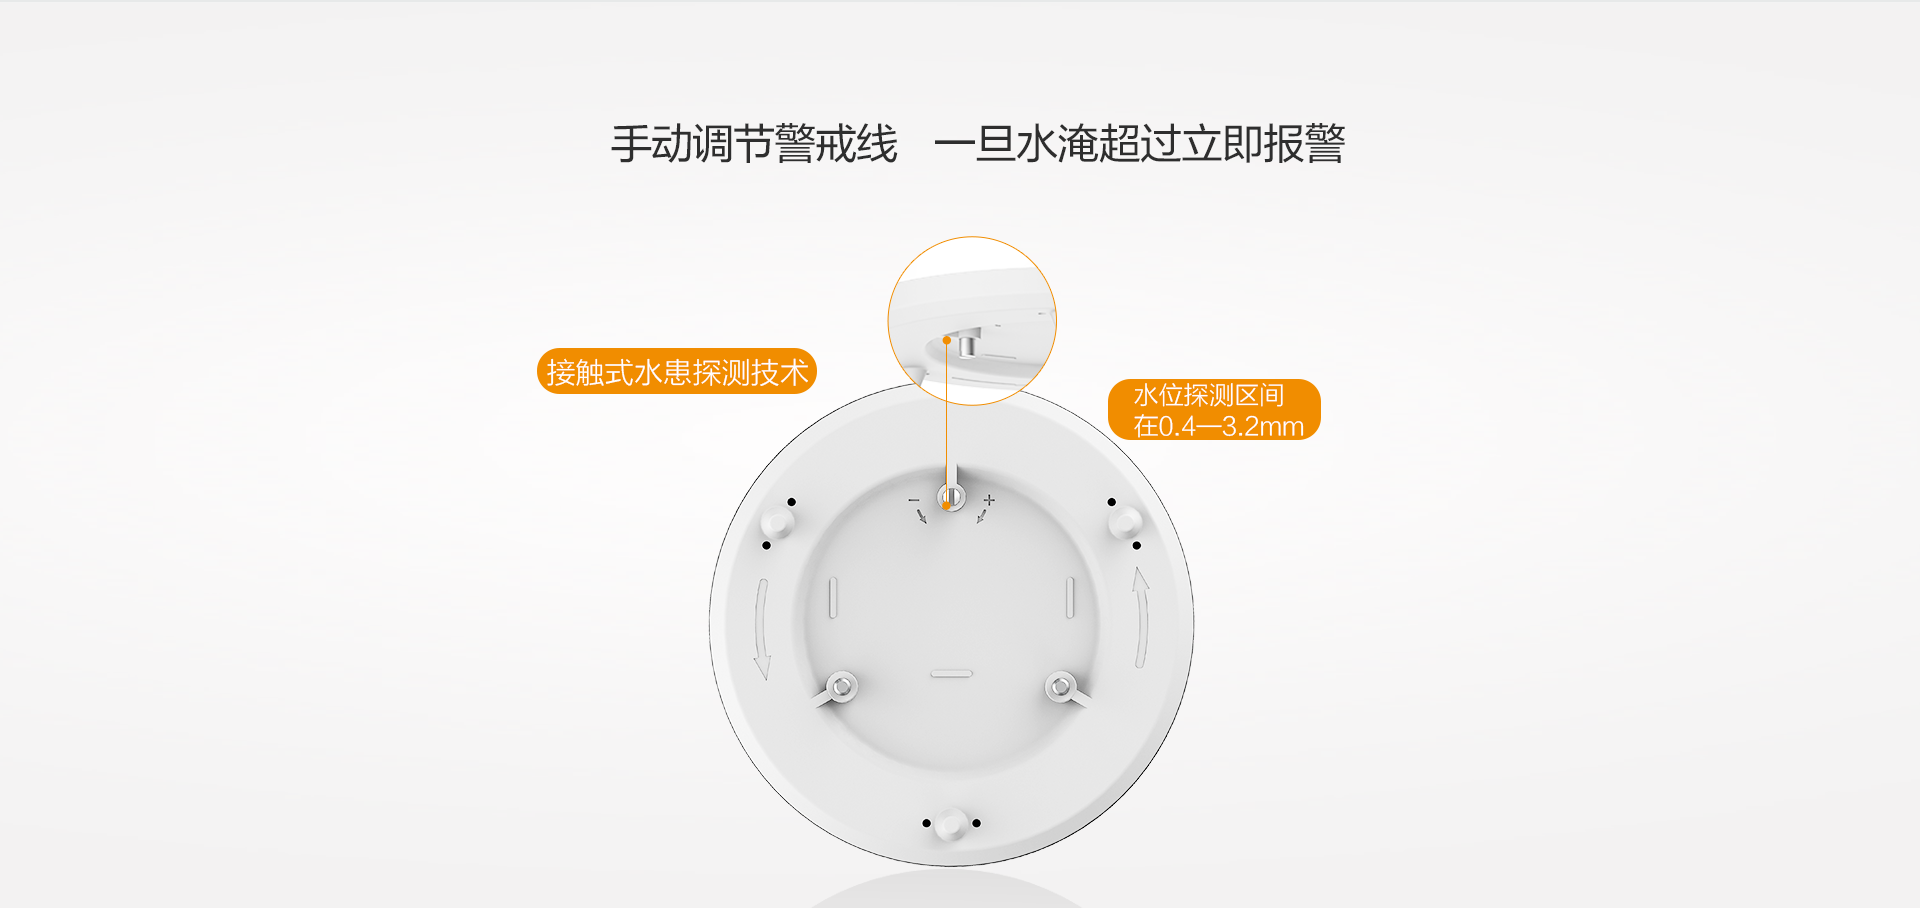 手动调节警戒线 一旦水淹超过立即报警
接触式水患探测技术
水位探测区间
在0.4—3.2mm
− +